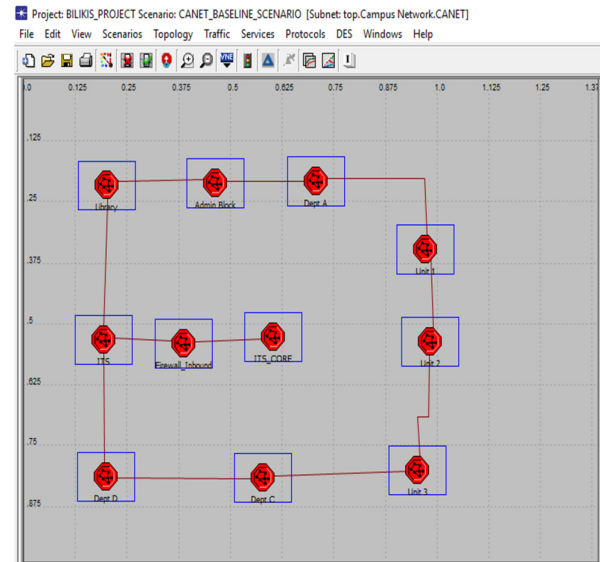 Project: BILIKIS_PROJECT Scenario: CANET_BASELINE_SCENARIO [Subnet: top.Campus Network.CANET]
File Edit View Scenarios Topology Traffic Services Protocols DES Windows Help
0.0 0.125 0.25 0.375 0.5 0.625 0.75 0.875 1.0 1.125 1.25 1.37
.125
.25
Library Admin Block Dept A
.375
Unit 1
.5
ITS Firewall_Inbound ITS_CORE Unit 2
.625
.75
Dept D Dept C Unit 3
.875